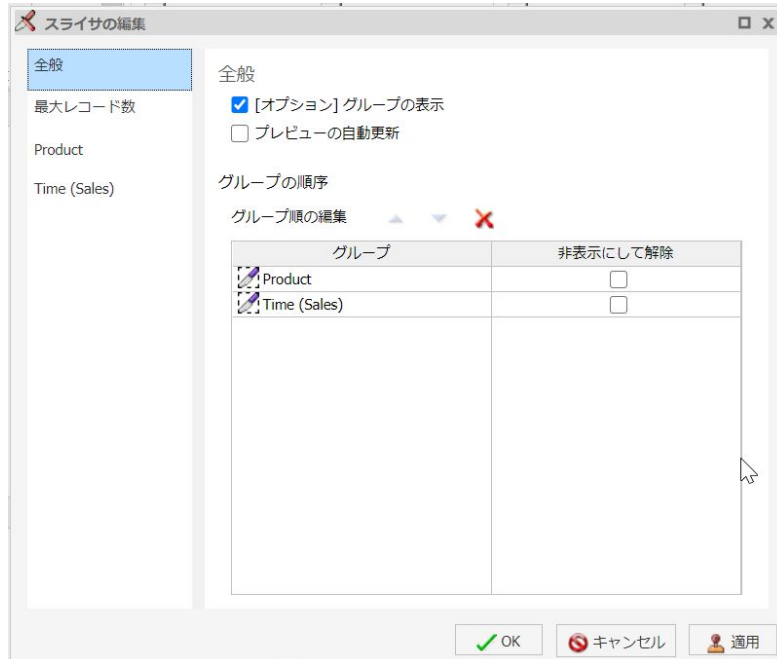 スライサの編集
全般
最大レコード数
Product
Time (Sales)
全般
[オプション] グループの表示
プレビューの自動更新
グループの順序
グループ順の編集
グループ 非表示にして解除
Product
Time (Sales)
OK キャンセル 適用